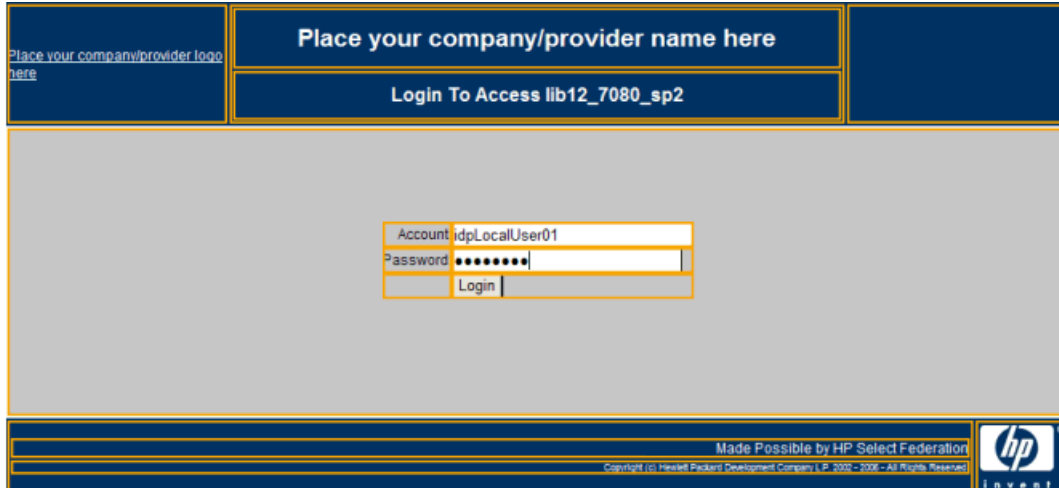 Place your company/provider logo
here
Place your company/provider name here
Login To Access lib12_7080_sp2
Account idpLocalUser01
Password ●●●●●●●●
Login
Made Possible by HP Select Federation
Copyright (c) Hewlett Packard Development Company L.P. 2002 - 2006 - All Rights Reserved
hp
invent